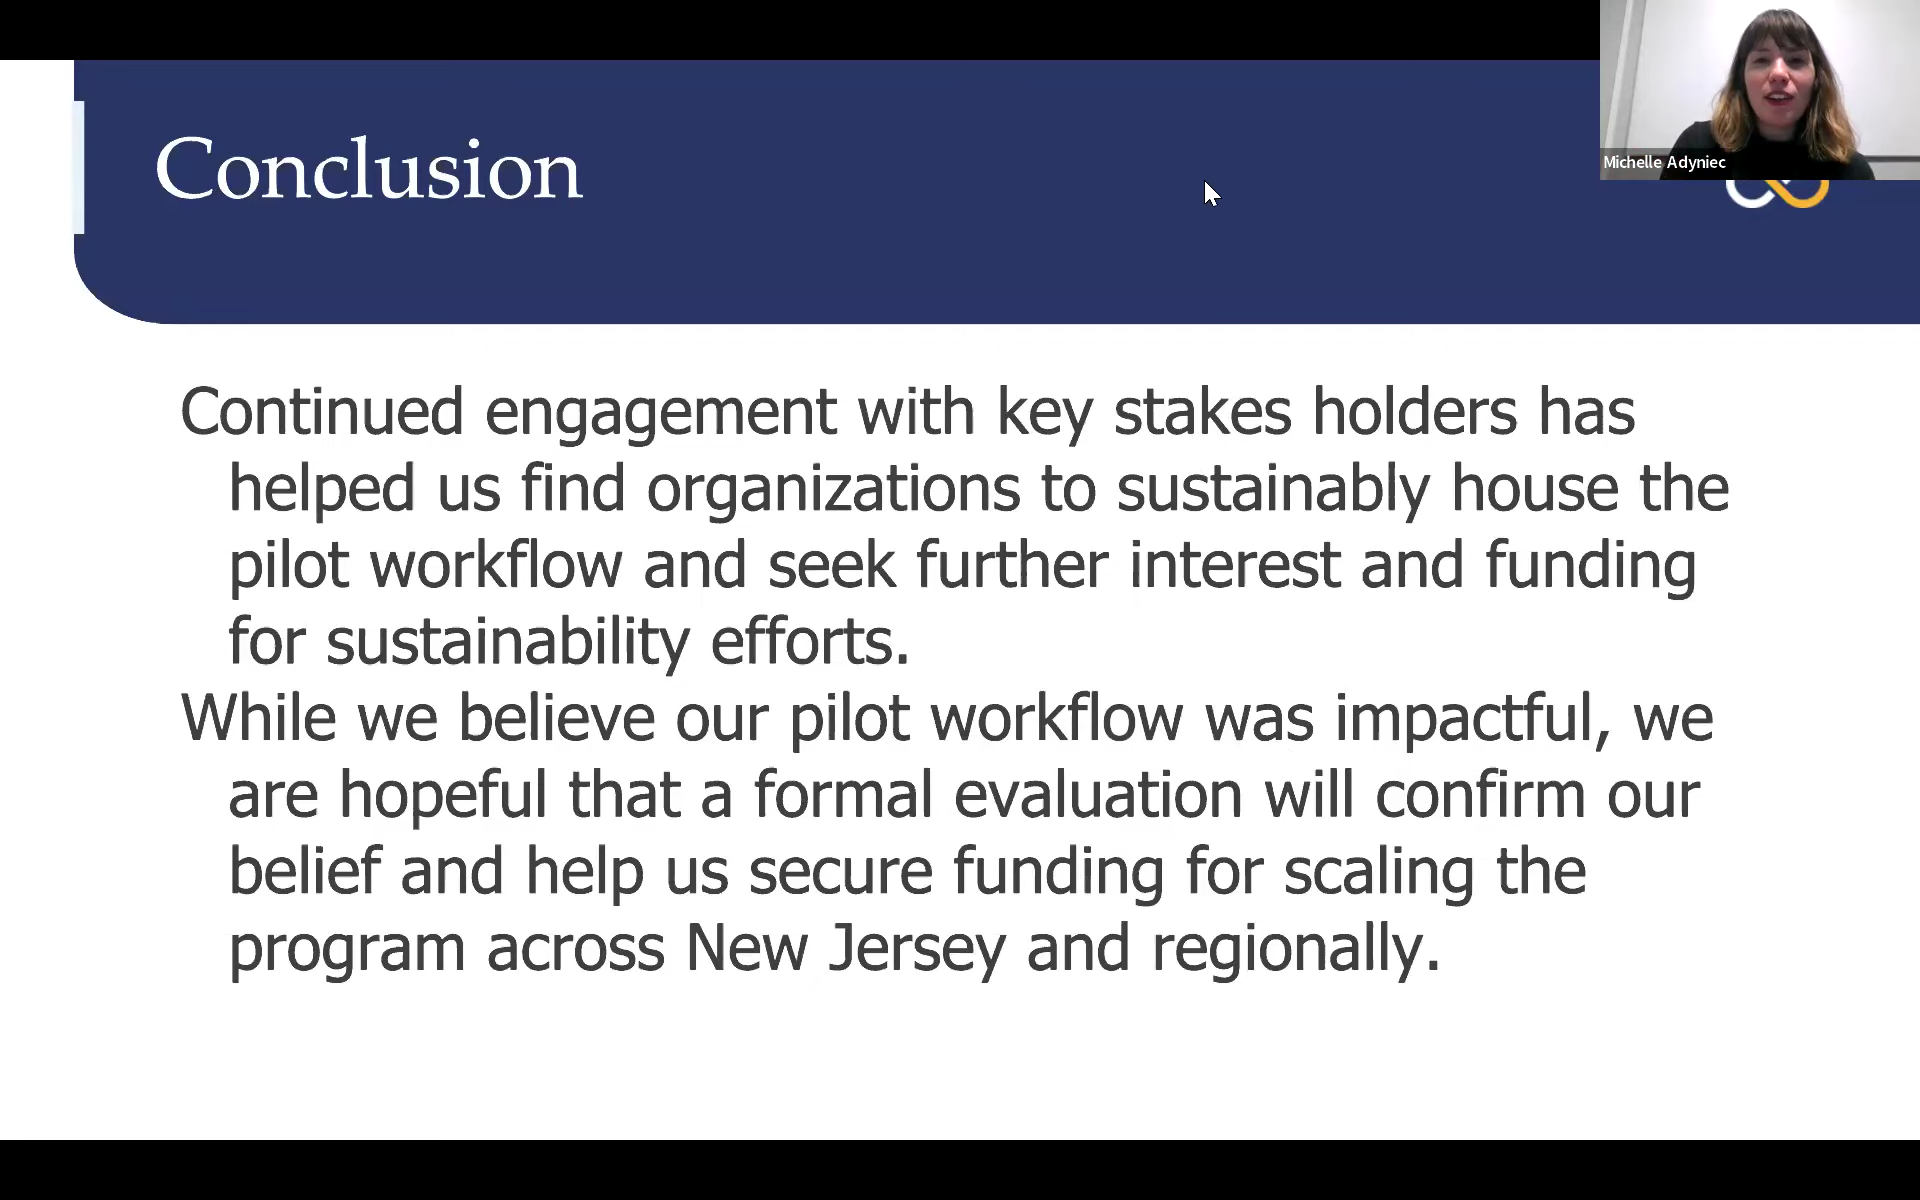 Conclusion
Michelle Adyniec
Continued engagement with key stakes holders has
helped us find organizations to sustainably house the
pilot workflow and seek further interest and funding
for sustainability efforts.
While we believe our pilot workflow was impactful, we
are hopeful that a formal evaluation will confirm our
belief and help us secure funding for scaling the
program across New Jersey and regionally.